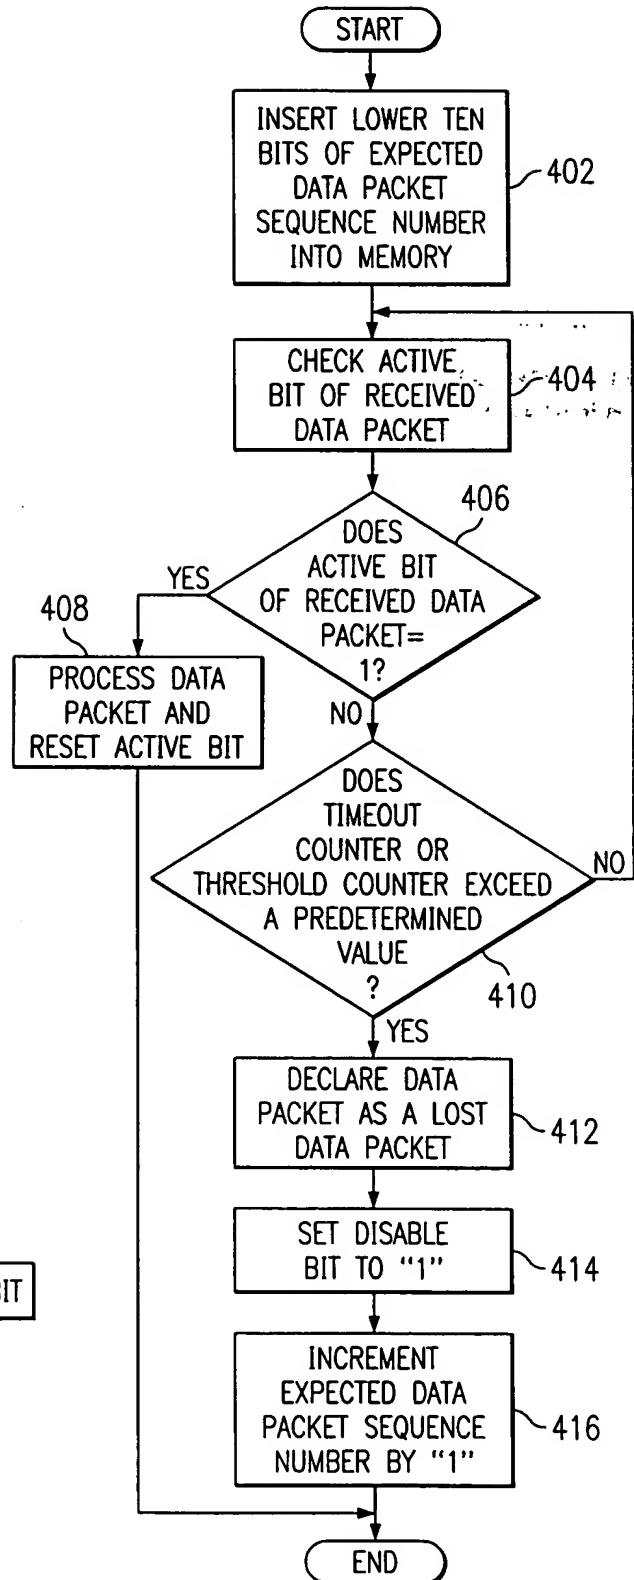 START
INSERT LOWER TEN
BITS OF EXPECTED
DATA PACKET
SEQUENCE NUMBER
INTO MEMORY
402
CHECK ACTIVE
BIT OF RECEIVED
DATA PACKET
404
406
DOES
ACTIVE BIT
OF RECEIVED DATA
PACKET=
1?
YES
408
PROCESS DATA
PACKET AND
RESET ACTIVE BIT
NO
DOES
TIMEOUT
COUNTER OR
THRESHOLD COUNTER EXCEED
A PREDETERMINED
VALUE
?
NO
410
YES
DECLARE DATA
PACKET AS A LOST
DATA PACKET
412
SET DISABLE
BIT TO “1”
414
BIT
INCREMENT
EXPECTED DATA
PACKET SEQUENCE
NUMBER BY “1”
416
END